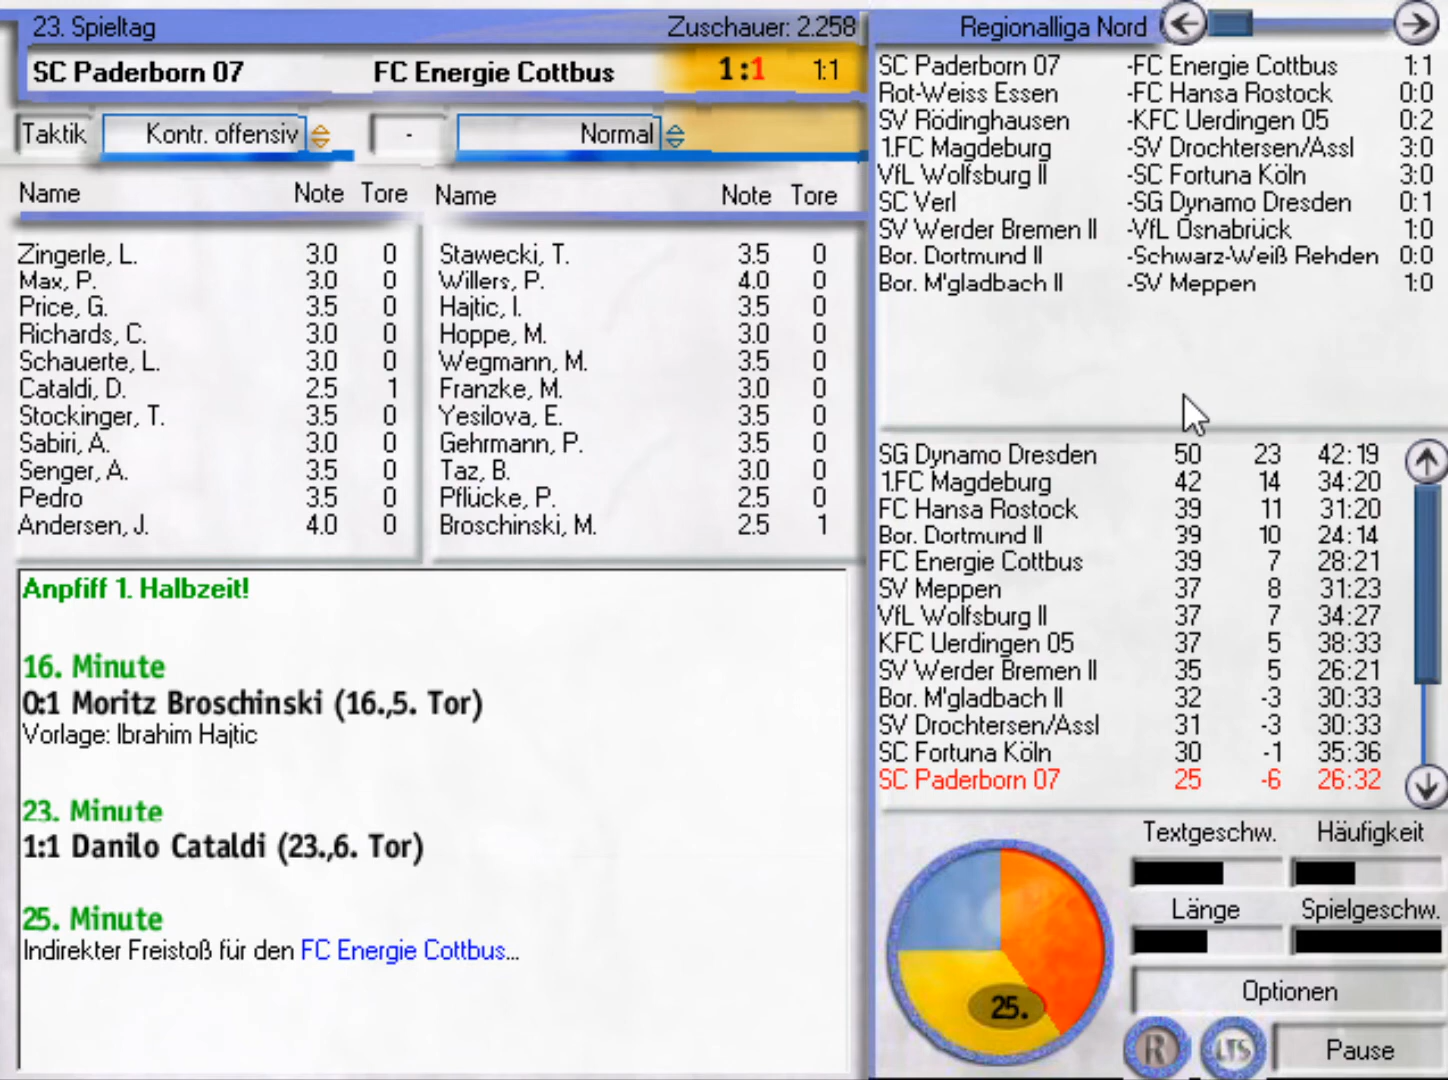 23. Spieltag Zuschauer: 2.258
SC Paderborn 07 FC Energie Cottbus 1:1 1:1
Taktik Kontr. offensiv - Normal
Name Note Tore Name Note Tore
Zingerle, L. 3.0 0 Stawecki, T. 3.5 0
Max, P. 3.0 0 Willers, P. 4.0 0
Price, G. 3.5 0 Hajtic, I. 3.5 0
Richards, C. 3.0 0 Hoppe, M. 3.0 0
Schauerte, L. 3.0 0 Wegmann, M. 3.5 0
Cataldi, D. 2.5 1 Franzke, M. 3.0 0
Stockinger, T. 3.5 0 Yesilova, E. 3.5 0
Sabiri, A. 3.0 0 Gehrmann, P. 3.5 0
Senger, A. 3.5 0 Taz, B. 3.0 0
Pedro 3.5 0 Pflücke, P. 2.5 0
Andersen, J. 4.0 0 Broschinski, M. 2.5 1
Anpfiff 1. Halbzeit!
16. Minute
0:1 Moritz Broschinski (16.,5. Tor)
Vorlage: Ibrahim Hajtic
23. Minute
1:1 Danilo Cataldi (23.,6. Tor)
25. Minute
Indirekter Freistoß für den FC Energie Cottbus...
Regionalliga Nord
SC Paderborn 07 -FC Energie Cottbus 1:1
Rot-Weiss Essen -FC Hansa Rostock 0:0
SV Rödinghausen -KFC Uerdingen 05 0:2
1.FC Magdeburg -SV Drochtersen/Assl 3:0
VfL Wolfsburg II -SC Fortuna Köln 3:0
SC Verl -SG Dynamo Dresden 0:1
SV Werder Bremen II -VfL Osnabrück 1:0
Bor. Dortmund II -Schwarz-Weiß Rehden 0:0
Bor. M'gladbach II -SV Meppen 1:0
SG Dynamo Dresden 50 23 42:19
1.FC Magdeburg 42 14 34:20
FC Hansa Rostock 39 11 31:20
Bor. Dortmund II 39 10 24:14
FC Energie Cottbus 39 7 28:21
SV Meppen 37 8 31:23
VfL Wolfsburg II 37 7 34:27
KFC Uerdingen 05 37 5 38:33
SV Werder Bremen II 35 5 26:21
Bor. M'gladbach II 32 -3 30:33
SV Drochtersen/Assl 31 -3 30:33
SC Fortuna Köln 30 -1 35:36
SC Paderborn 07 25 -6 26:32
Textgeschw. Häufigkeit
Länge Spielgeschw.
25.
Optionen
R LTS Pause